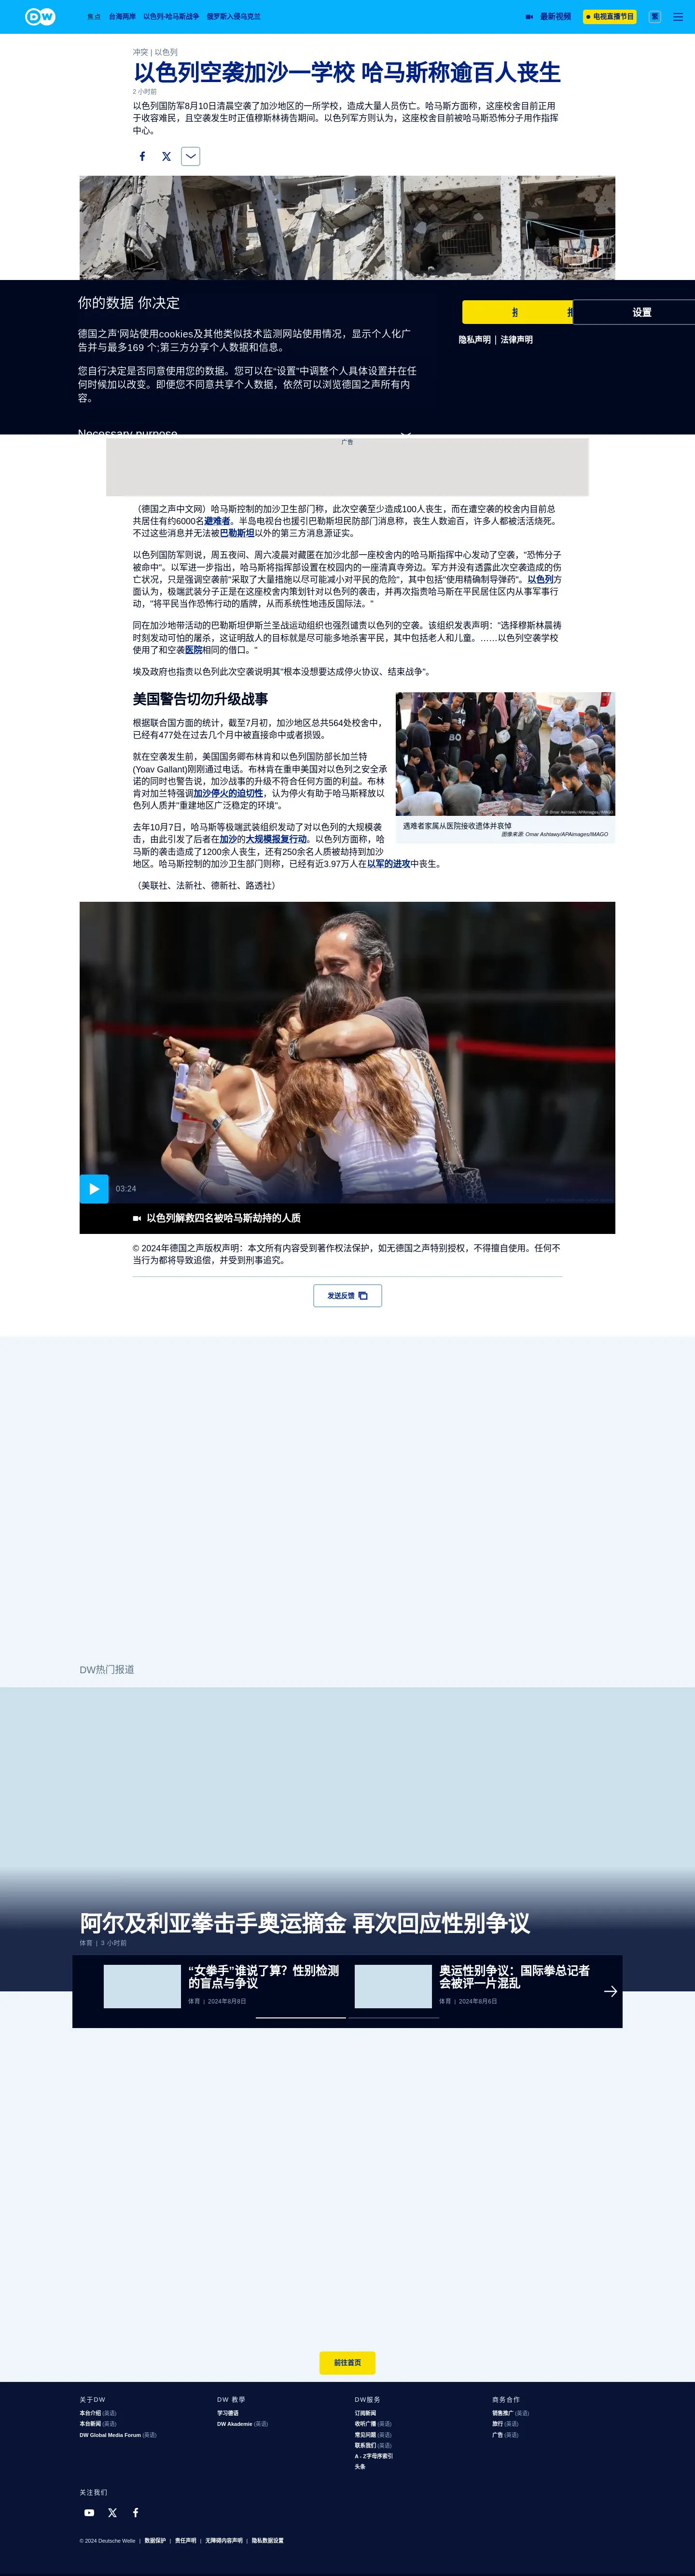 DW
焦点 台海两岸 以色列-哈马斯战争 俄罗斯入侵乌克兰 最新视频 电视直播节目 繁
冲突 | 以色列
以色列空袭加沙一学校 哈马斯称逾百人丧生
2 小时前
以色列国防军8月10日清晨空袭了加沙地区的一所学校，造成大量人员伤亡。哈马斯方面称，这座校舍目前正用
于收容难民，且空袭发生时正值穆斯林祷告期间。以色列军方则认为，这座校舍目前被哈马斯恐怖分子用作指挥
中心。
你的数据 你决定
设置
隐私声明 | 法律声明
德国之声'网站使用cookies及其他类似技术监测网站使用情况，显示个人化广
告并与最多169 个;第三方分享个人数据和信息。
您自行决定是否同意使用您的数据。您可以在“设置”中调整个人具体设置并在任
何时候加以改变。即便您不同意共享个人数据，依然可以浏览德国之声所有内
容。
Necessary purpose
广告
（德国之声中文网）哈马斯控制的加沙卫生部门称，此次空袭至少造成100人丧生，而在遭空袭的校舍内目前总
共居住有约6000名避难者。半岛电视台也援引巴勒斯坦民防部门消息称，丧生人数逾百，许多人都被活活烧死。
不过这些消息并无法被巴勒斯坦以外的第三方消息源证实。
以色列国防军则说，周五夜间、周六凌晨对藏匿在加沙北部一座校舍内的哈马斯指挥中心发动了空袭，"恐怖分子
被命中"。以军进一步指出，哈马斯将指挥部设置在校园内的一座清真寺旁边。军方并没有透露此次空袭造成的伤
亡状况，只是强调空袭前"采取了大量措施以尽可能减小对平民的危险"，其中包括"使用精确制导弹药"。以色列方
面认为，极端武装分子正是在这座校舍内策划针对以色列的袭击，并再次指责哈马斯在平民居住区内从事军事行
动，"将平民当作恐怖行动的盾牌，从而系统性地违反国际法。"
同在加沙地带活动的巴勒斯坦伊斯兰圣战运动组织也强烈谴责以色列的空袭。该组织发表声明："选择穆斯林晨祷
时刻发动可怕的屠杀，这证明敌人的目标就是尽可能多地杀害平民，其中包括老人和儿童。……以色列空袭学校
使用了和空袭医院相同的借口。"
埃及政府也指责以色列此次空袭说明其"根本没想要达成停火协议、结束战争"。
美国警告切勿升级战事
根据联合国方面的统计，截至7月初，加沙地区总共564处校舍中，
已经有477处在过去几个月中被直接命中或者损毁。
就在空袭发生前，美国国务卿布林肯和以色列国防部长加兰特
(Yoav Gallant)刚刚通过电话。布林肯在重申美国对以色列之安全承
诺的同时也警告说，加沙战事的升级不符合任何方面的利益。布林
肯对加兰特强调加沙停火的迫切性，认为停火有助于哈马斯释放以
色列人质并"重建地区广泛稳定的环境"。
© Omar Ashtawy/APAimages/IMAGO
遇难者家属从医院接收遗体并哀悼
图像来源: Omar Ashtawy/APAimages/IMAGO
去年10月7日，哈马斯等极端武装组织发动了对以色列的大规模袭
击，由此引发了后者在加沙的大规模报复行动。以色列方面称，哈
马斯的袭击造成了1200余人丧生，还有250余名人质被劫持到加沙
地区。哈马斯控制的加沙卫生部门则称，已经有近3.97万人在以军的进攻中丧生。
（美联社、法新社、德新社、路透社）
03:24
以色列解救四名被哈马斯劫持的人质
© 2024年德国之声版权声明：本文所有内容受到著作权法保护，如无德国之声特别授权，不得擅自使用。任何不
当行为都将导致追偿，并受到刑事追究。
发送反馈
DW热门报道
阿尔及利亚拳击手奥运摘金 再次回应性别争议
体育 | 3 小时前
“女拳手”谁说了算？性别检测
的盲点与争议
体育 | 2024年8月8日
奥运性别争议：国际拳总记者
会被评一片混乱
体育 | 2024年8月6日
前往首页
关于DW
本台介绍 (英语)
本台新闻 (英语)
DW Global Media Forum (英语)
DW 教學
学习德语
DW Akademie (英语)
DW服务
订阅新闻
收听广播 (英语)
常见问题 (英语)
联系我们 (英语)
A - Z字母序索引
头条
商务合作
销售推广 (英语)
旅行 (英语)
广告 (英语)
关注我们
© 2024 Deutsche Welle | 数据保护 | 责任声明 | 无障碍内容声明 | 隐私数据设置